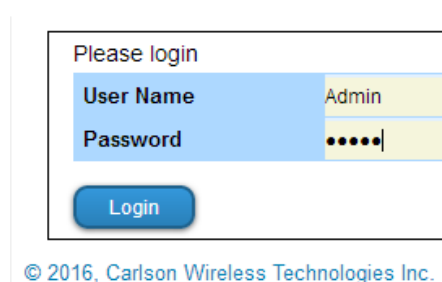 Please login
User Name Admin
Password •••••
Login
© 2016, Carlson Wireless Technologies Inc.